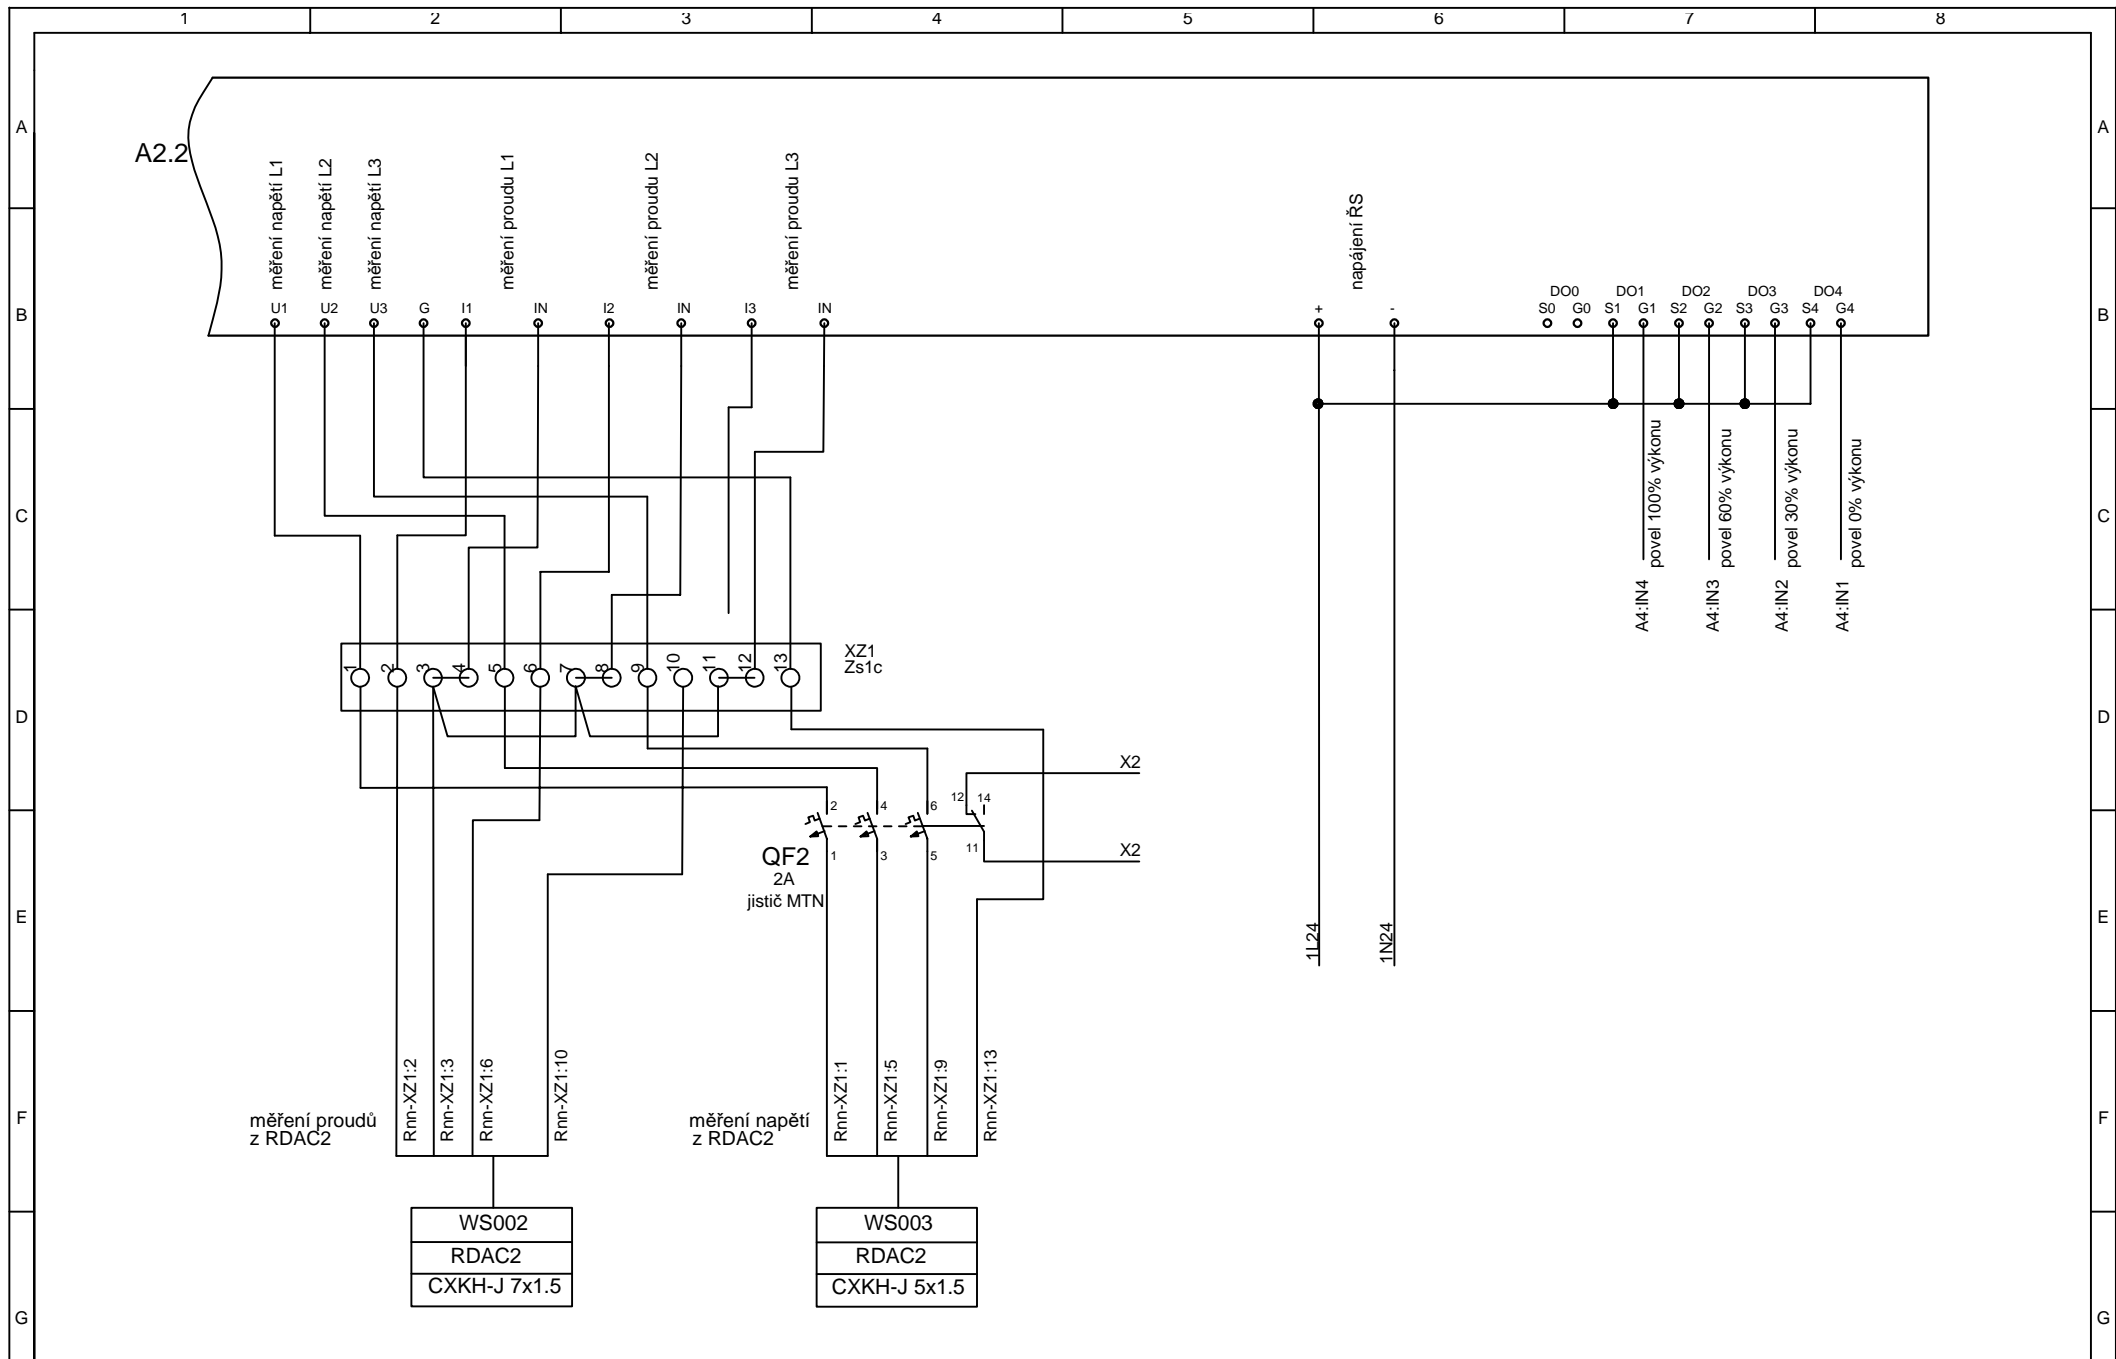 1 2 3 4 5 6 7 8
A A
A2.2
měření napětí L1
měření napětí L2
měření napětí L3
měření proudu L1
měření proudu L2
měření proudu L3
napájení ŘS
DO0 DO1 DO2 DO3 DO4
U1 U2 U3 G I1 IN I2 IN I3 IN + - S0 G0 S1 G1 S2 G2 S3 G3 S4 G4
B B
povel 100% výkonu
povel 60% výkonu
povel 30% výkonu
povel 0% výkonu
C C
A4:IN4
A4:IN3
A4:IN2
A4:IN1
XZ1
Zs1c
1 2 3 4 5 6 7 8 9 10 11 12 13
D D
X2
12 14
2 4 6
11
1 3 5
X2
QF2
2A
jistič MTN
E E
1L24
1N24
Rnn-XZ1:2
Rnn-XZ1:3
Rnn-XZ1:6
Rnn-XZ1:10
Rnn-XZ1:1
Rnn-XZ1:5
Rnn-XZ1:9
Rnn-XZ1:13
F F
měření proudů
z RDAC2
měření napětí
z RDAC2
WS002
RDAC2
CXKH-J 7x1.5
WS003
RDAC2
CXKH-J 5x1.5
G G